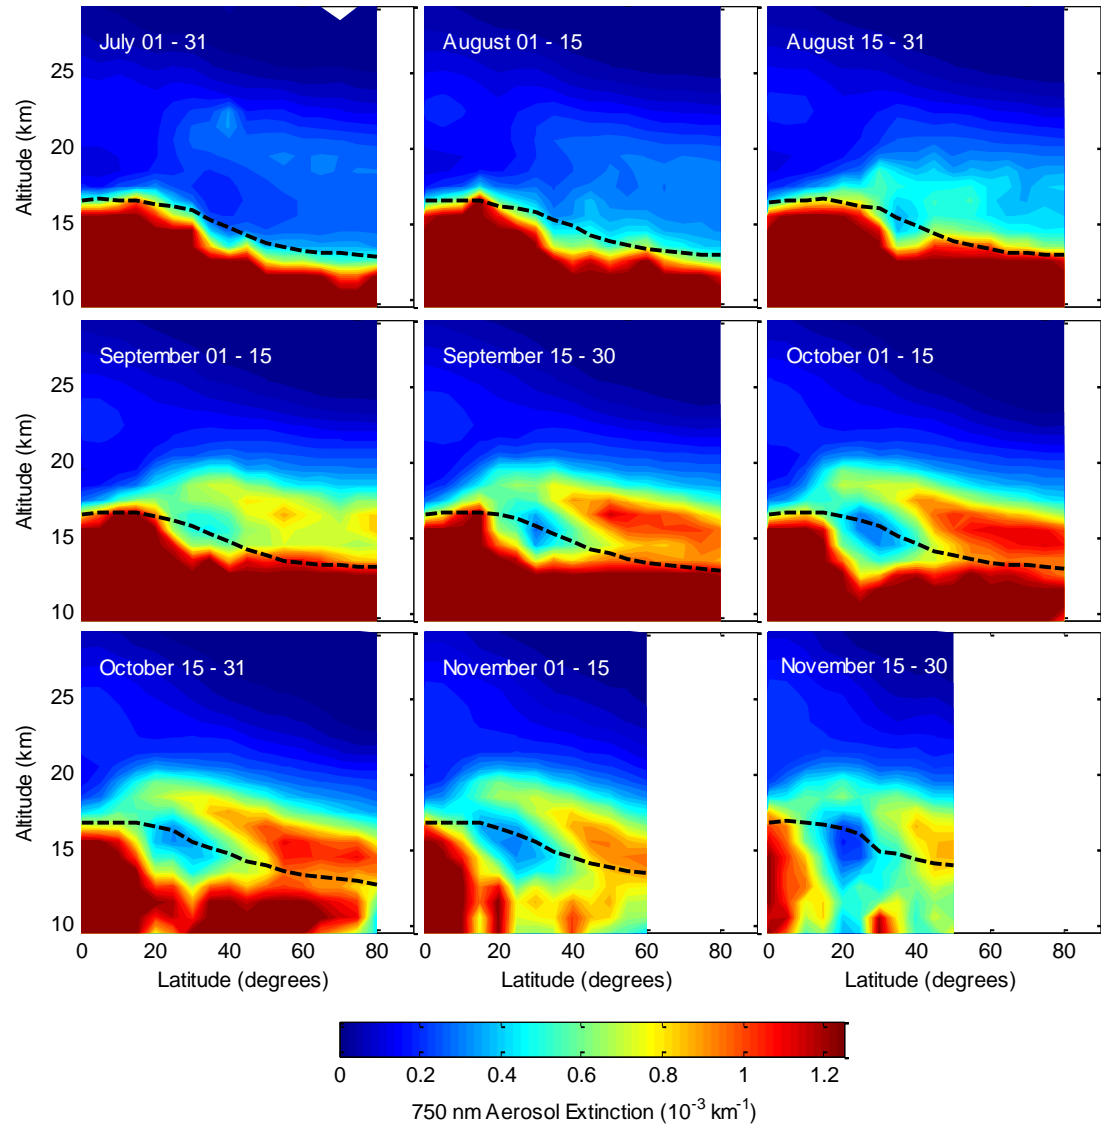 July 01 - 31
August 01 - 15
August 15 - 31
25
20
15
10
Altitude (km)
September 01 - 15
September 15 - 30
October 01 - 15
25
20
15
10
Altitude (km)
October 15 - 31
November 01 - 15
November 15 - 30
25
20
15
10
Altitude (km)
0 20 40 60 80
0 20 40 60 80
0 20 40 60 80
Latitude (degrees)
Latitude (degrees)
Latitude (degrees)
0 0.2 0.4 0.6 0.8 1 1.2
750 nm Aerosol Extinction (10⁻³ km⁻¹)